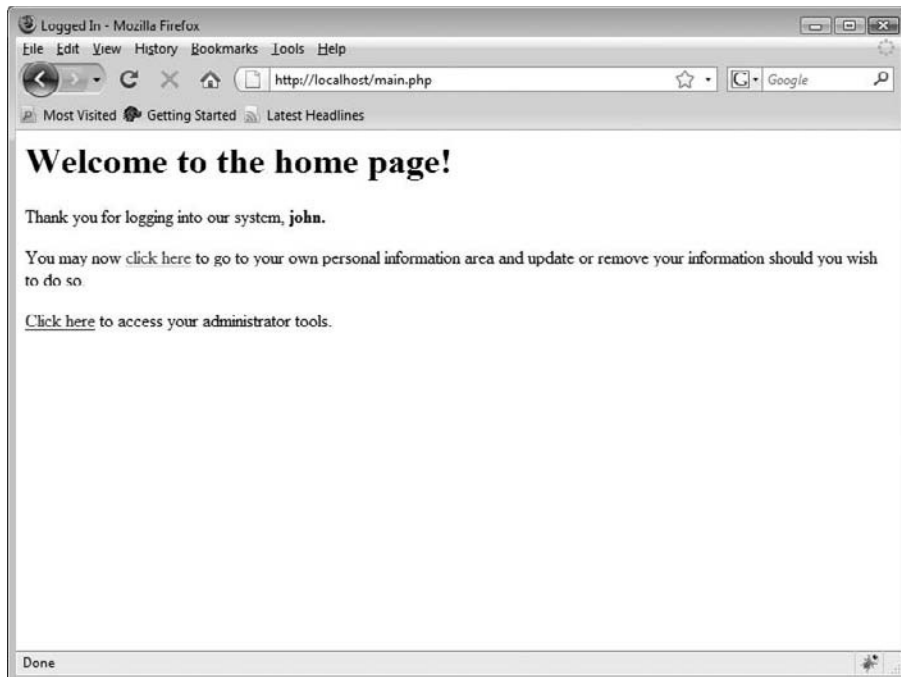 Logged In - Mozilla Firefox
File Edit View History Bookmarks Tools Help
http://localhost/main.php
G Google
Most Visited Getting Started Latest Headlines
Welcome to the home page!
Thank you for logging into our system, john.
You may now click here to go to your own personal information area and update or remove your information should you wish
to do so.
Click here to access your administrator tools.
Done